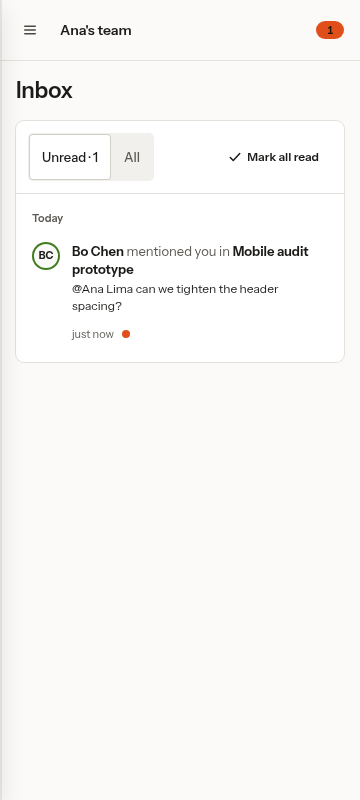 Ana's team
1
Inbox
Unread · 1
All
Mark all read
Today
BC
Bo Chen mentioned you in Mobile audit
prototype
@Ana Lima can we tighten the header
spacing?
just now